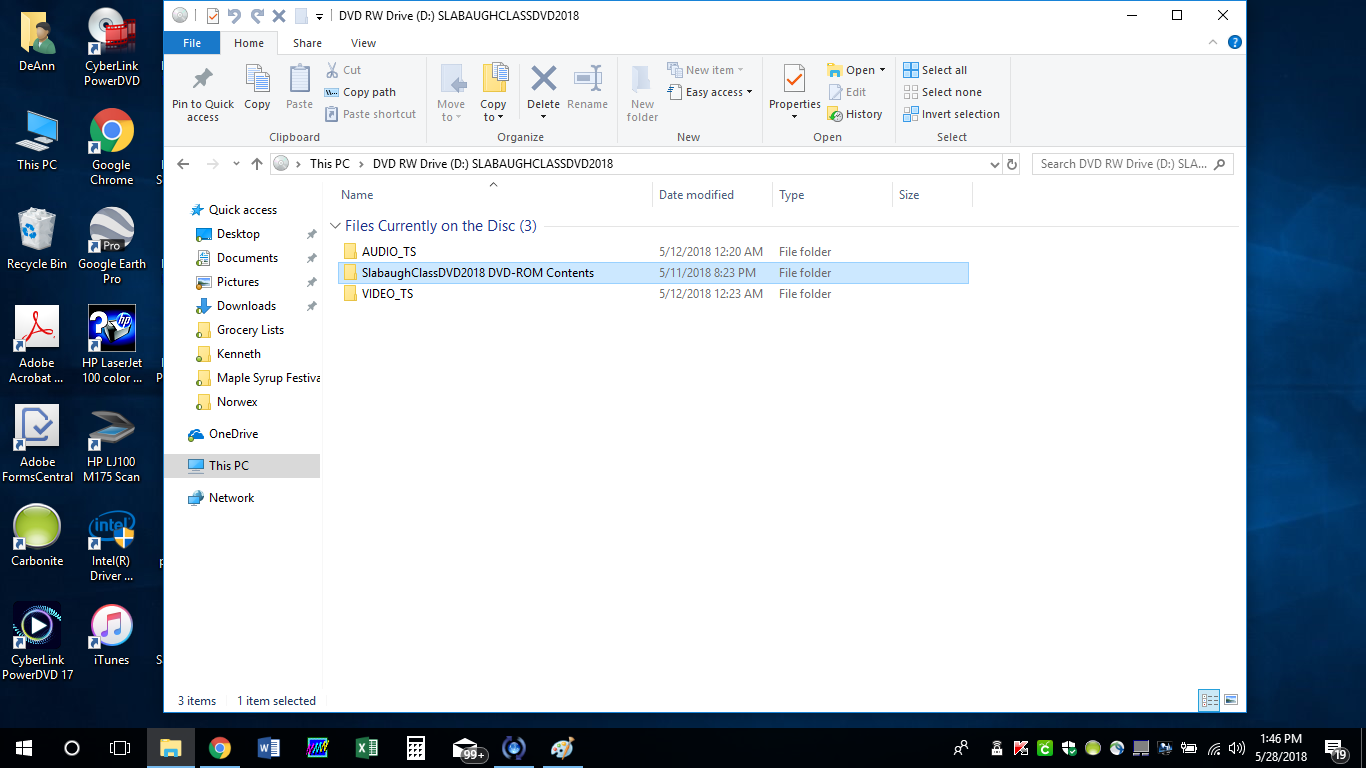 DVD RW Drive (D:) SLABAUGHCLASSDVD2018
File
Home
Share
View
Pin to Quick access
Copy
Paste
Cut
Copy path
Paste shortcut
Clipboard
Move to
Copy to
Delete
Rename
Organize
New folder
New item
Easy access
New
Properties
Open
Edit
History
Open
Select all
Select none
Invert selection
Select
This PC > DVD RW Drive (D:) SLABAUGHCLASSDVD2018
Search DVD RW Drive (D:) SLA...
Name
Date modified
Type
Size
Files Currently on the Disc (3)
AUDIO_TS 5/12/2018 12:20 AM File folder
SlabaughClassDVD2018 DVD-ROM Contents 5/11/2018 8:23 PM File folder
VIDEO_TS 5/12/2018 12:23 AM File folder
Quick access
Desktop
Documents
Pictures
Downloads
Grocery Lists
Kenneth
Maple Syrup Festiva
Norwex
OneDrive
This PC
Network
3 items
1 item selected
DeAnn
CyberLink
PowerDVD
This PC
Google
Chrome
Recycle Bin
Google Earth
Pro
Pro
Adobe
Acrobat ...
hp
HP LaserJet
100 color ...
Adobe
FormsCentral
HP LJ100
M175 Scan
Carbonite
intel
Intel(R)
Driver ...
CyberLink
PowerDVD 17
iTunes
99+
1:46 PM
5/28/2018
19